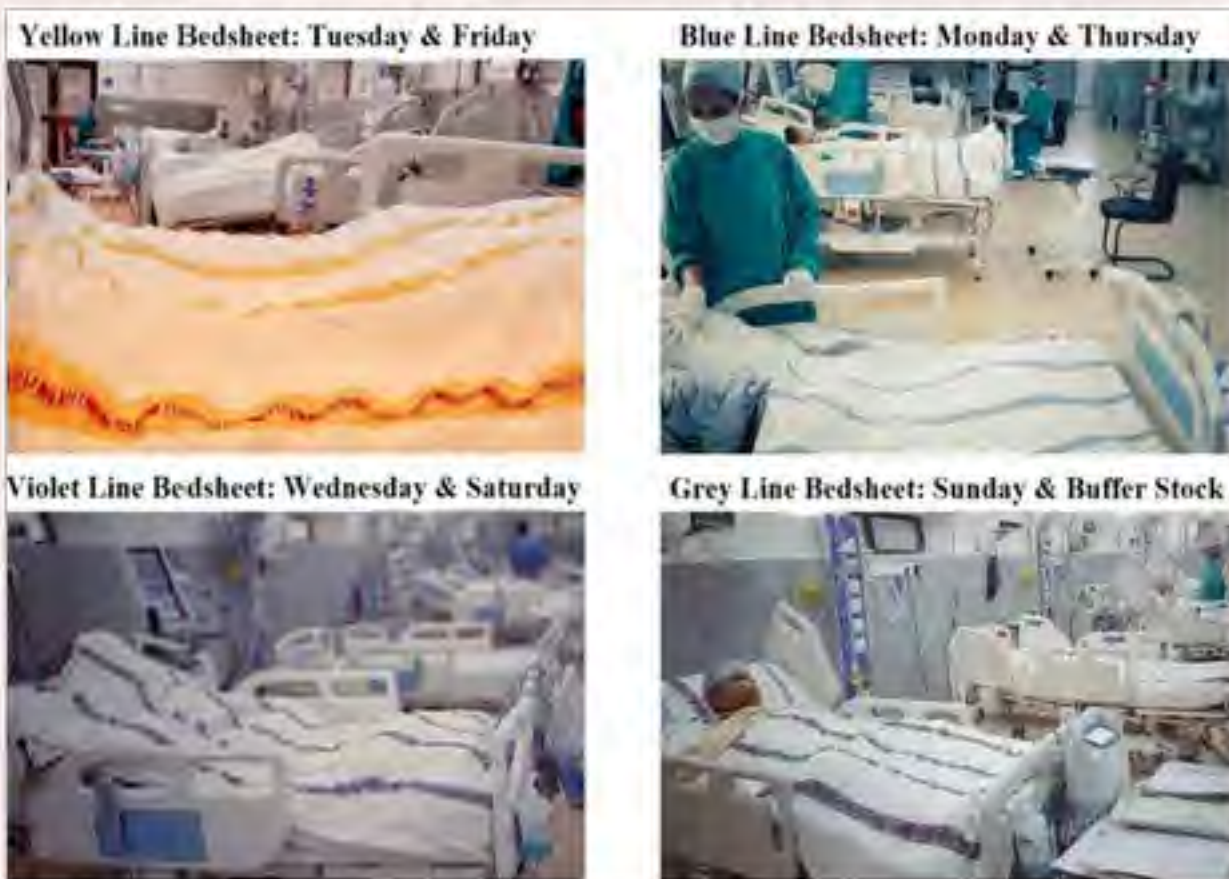 Yellow Line Bedsheet: Tuesday & Friday
Blue Line Bedsheet: Monday & Thursday
Violet Line Bedsheet: Wednesday & Saturday
Grey Line Bedsheet: Sunday & Buffer Stock